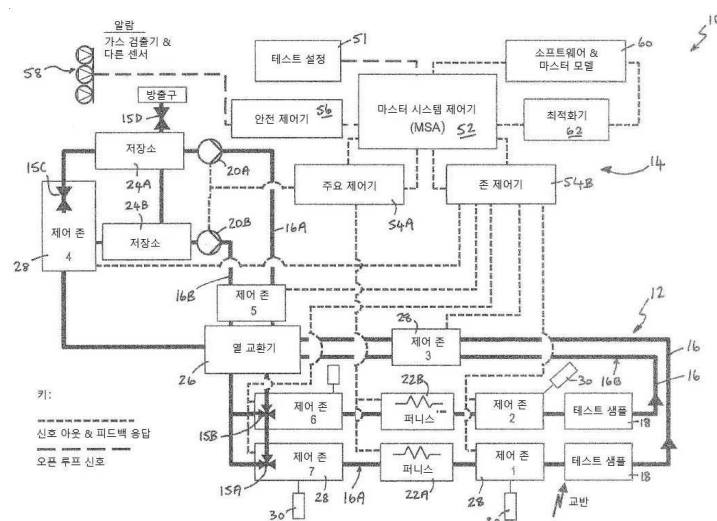 알람
가스 검출기 &
다른 센서
58
방출구
15D
테스트 설정
51
소프트웨어 &
마스터 모델
60
10
안전 제어기
56
마스터 시스템 제어기
(MSA) 52
최적화기
62
14
15C
저장소
24A
20A
주요 제어기
54A
존 제어기
54B
24B
저장소
20B
제어 존
4
28
16A
16B
제어 존
5
열 교환기
26
28
제어 존
3
12
16
16B
16
키:
신호 아웃 & 피드백 응답
오픈 루프 신호
15B
제어 존
6
22B
퍼니스
제어 존
2
30
테스트 샘플
18
15A
제어 존
7
28
16A
퍼니스
22A
제어 존
1
28
테스트 샘플
18
30
교반